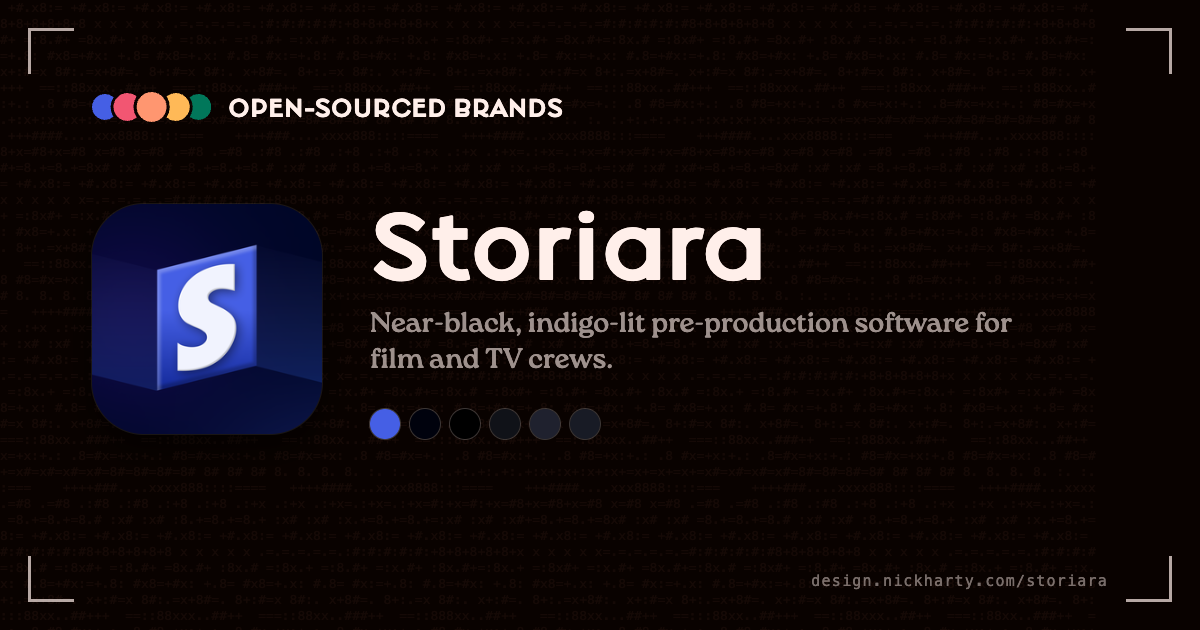 OPEN-SOURCED BRANDS
S
Storiara
Near-black, indigo-lit pre-production software for
film and TV crews.
design.nickharty.com/storiara